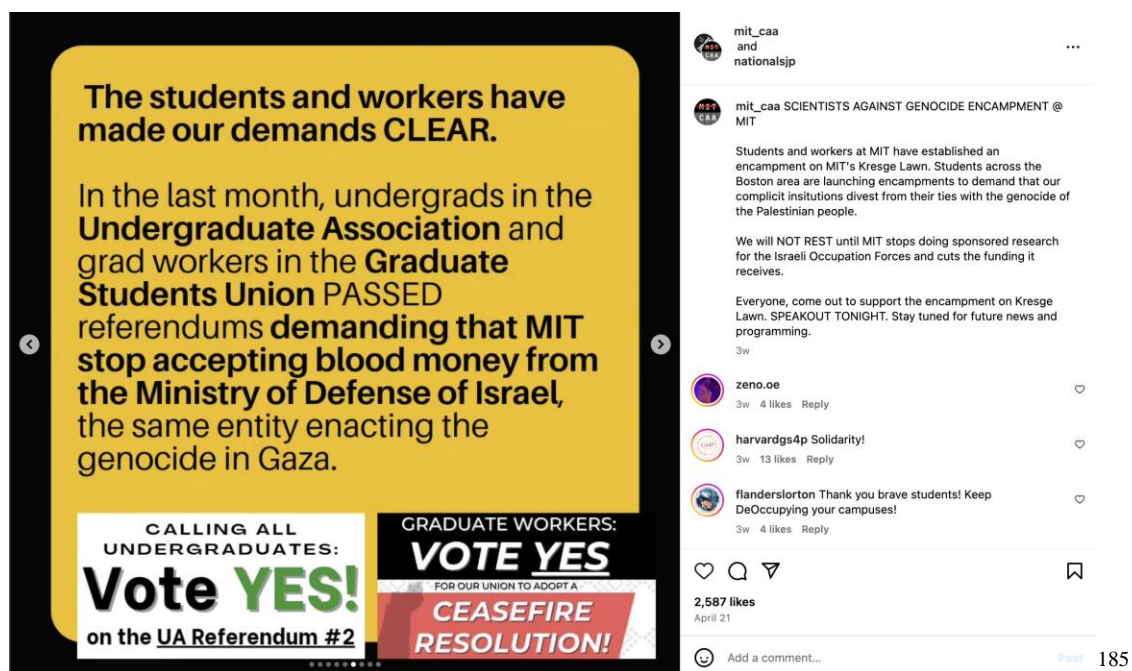 The students and workers have
made our demands CLEAR.
In the last month, undergrads in the
Undergraduate Association and
grad workers in the Graduate
Students Union PASSED
referendums demanding that MIT
stop accepting blood money from
the Ministry of Defense of Israel,
the same entity enacting the
genocide in Gaza.
CALLING ALL
UNDERGRADUATES:
Vote YES!
on the UA Referendum #2
GRADUATE WORKERS:
VOTE YES
FOR OUR UNION TO ADOPT A
CEASEFIRE
RESOLUTION!
MIT
CAA
mit_caa
and
nationalsjp
MIT
CAA
mit_caa SCIENTISTS AGAINST GENOCIDE ENCAMPMENT @
MIT
Students and workers at MIT have established an
encampment on MIT's Kresge Lawn. Students across the
Boston area are launching encampments to demand that our
complicit insitutions divest from their ties with the genocide of
the Palestinian people.
We will NOT REST until MIT stops doing sponsored research
for the Israeli Occupation Forces and cuts the funding it
receives.
Everyone, come out to support the encampment on Kresge
Lawn. SPEAKOUT TONIGHT. Stay tuned for future news and
programming.
3w
zeno.oe
3w 4 likes Reply
harvardgs4p Solidarity!
3w 13 likes Reply
flanderslorton Thank you brave students! Keep
DeOccupying your campuses!
3w 4 likes Reply
2,587 likes
April 21
Add a comment...
Post
185